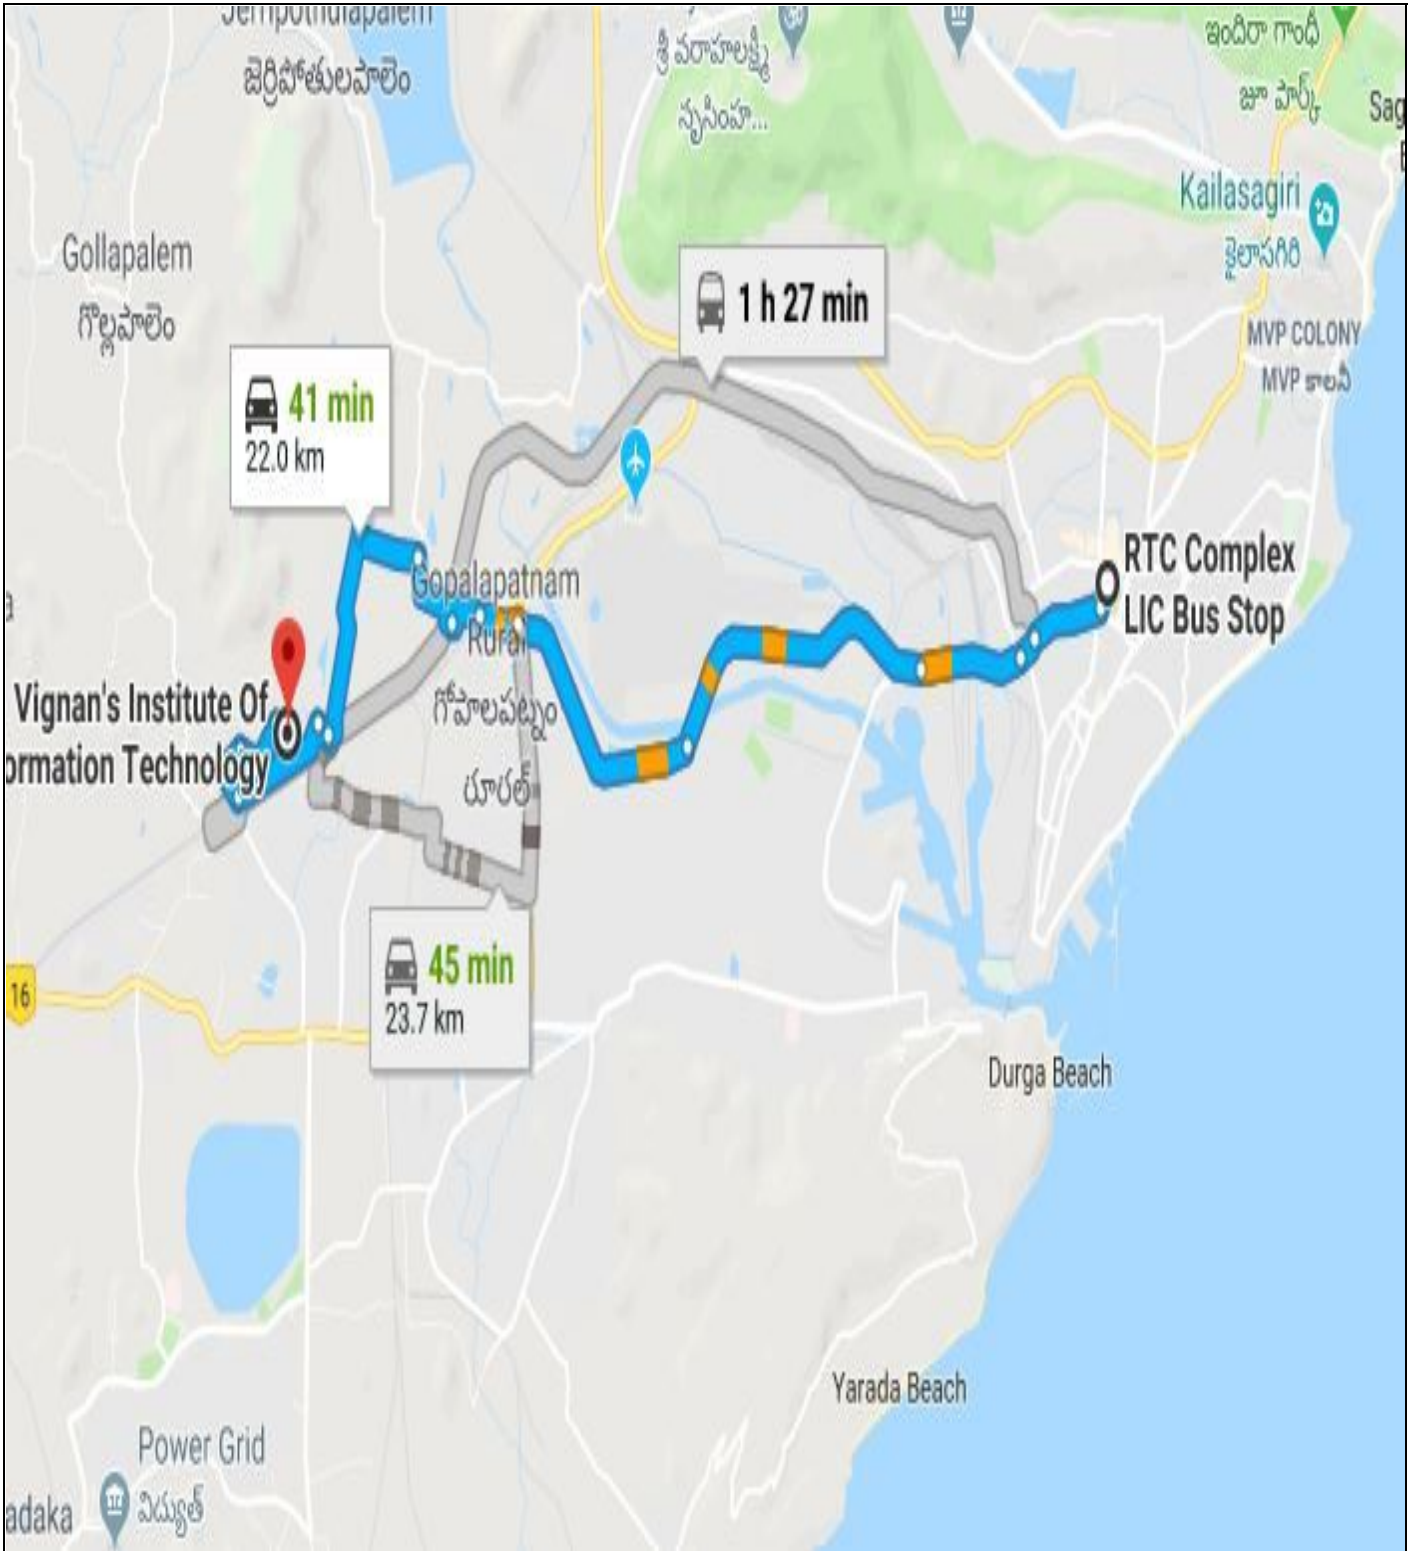 జెర్రిపోతులపాలెం
శ్రీ వరాహలక్ష్మి
నృసింహ...
ఇందిరా గాంధీ
జూ పార్క్
Sag
Kailasagiri
కైలాసగిరి
Gollapalem
గొల్లపాలెం
1 h 27 min
MVP COLONY
MVP కాలనీ
41 min
22.0 km
RTC Complex
LIC Bus Stop
Gopalapatnam
Rural
గోపాలపట్నం
రూరల్
Vignan's Institute Of
ormation Technology
45 min
23.7 km
16
Durga Beach
Yarada Beach
Power Grid
విద్యుత్
adaka